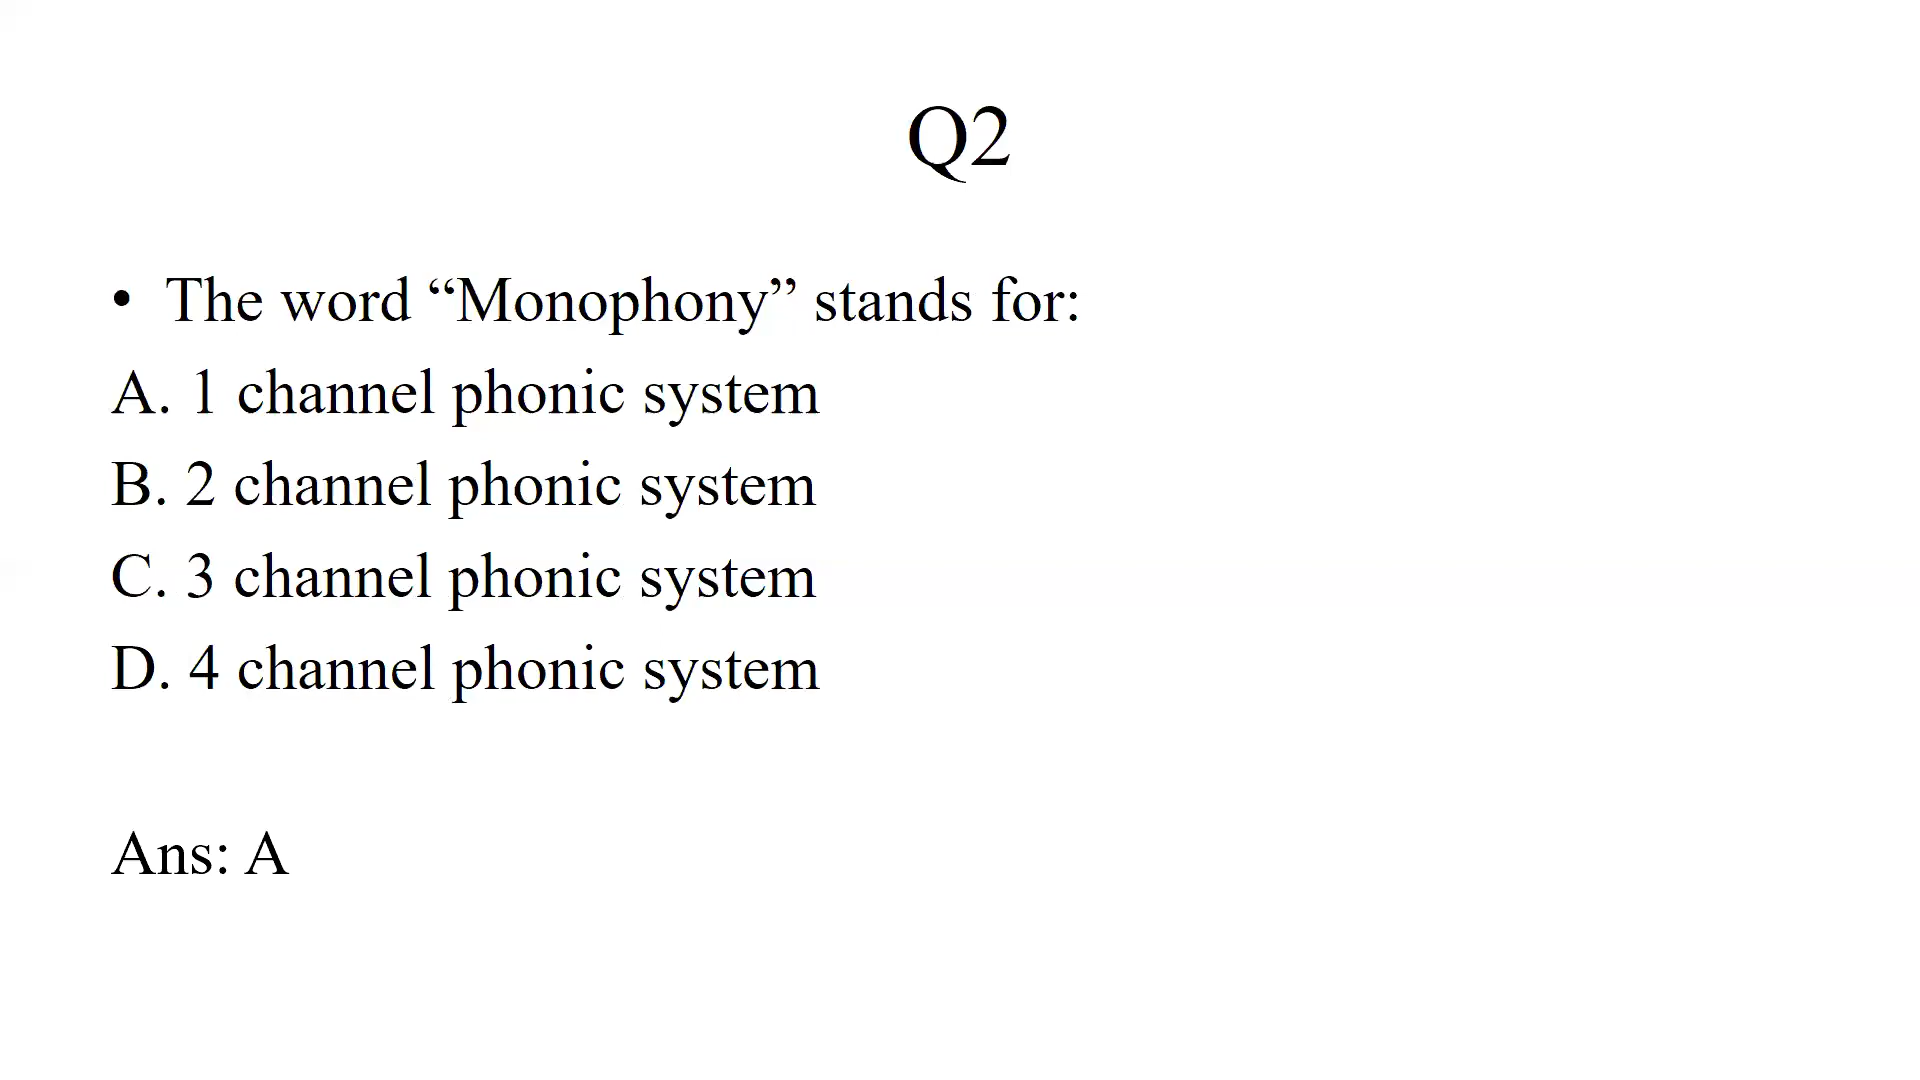 Q2
• The word “Monophony” stands for:
A. 1 channel phonic system
B. 2 channel phonic system
C. 3 channel phonic system
D. 4 channel phonic system
Ans: A